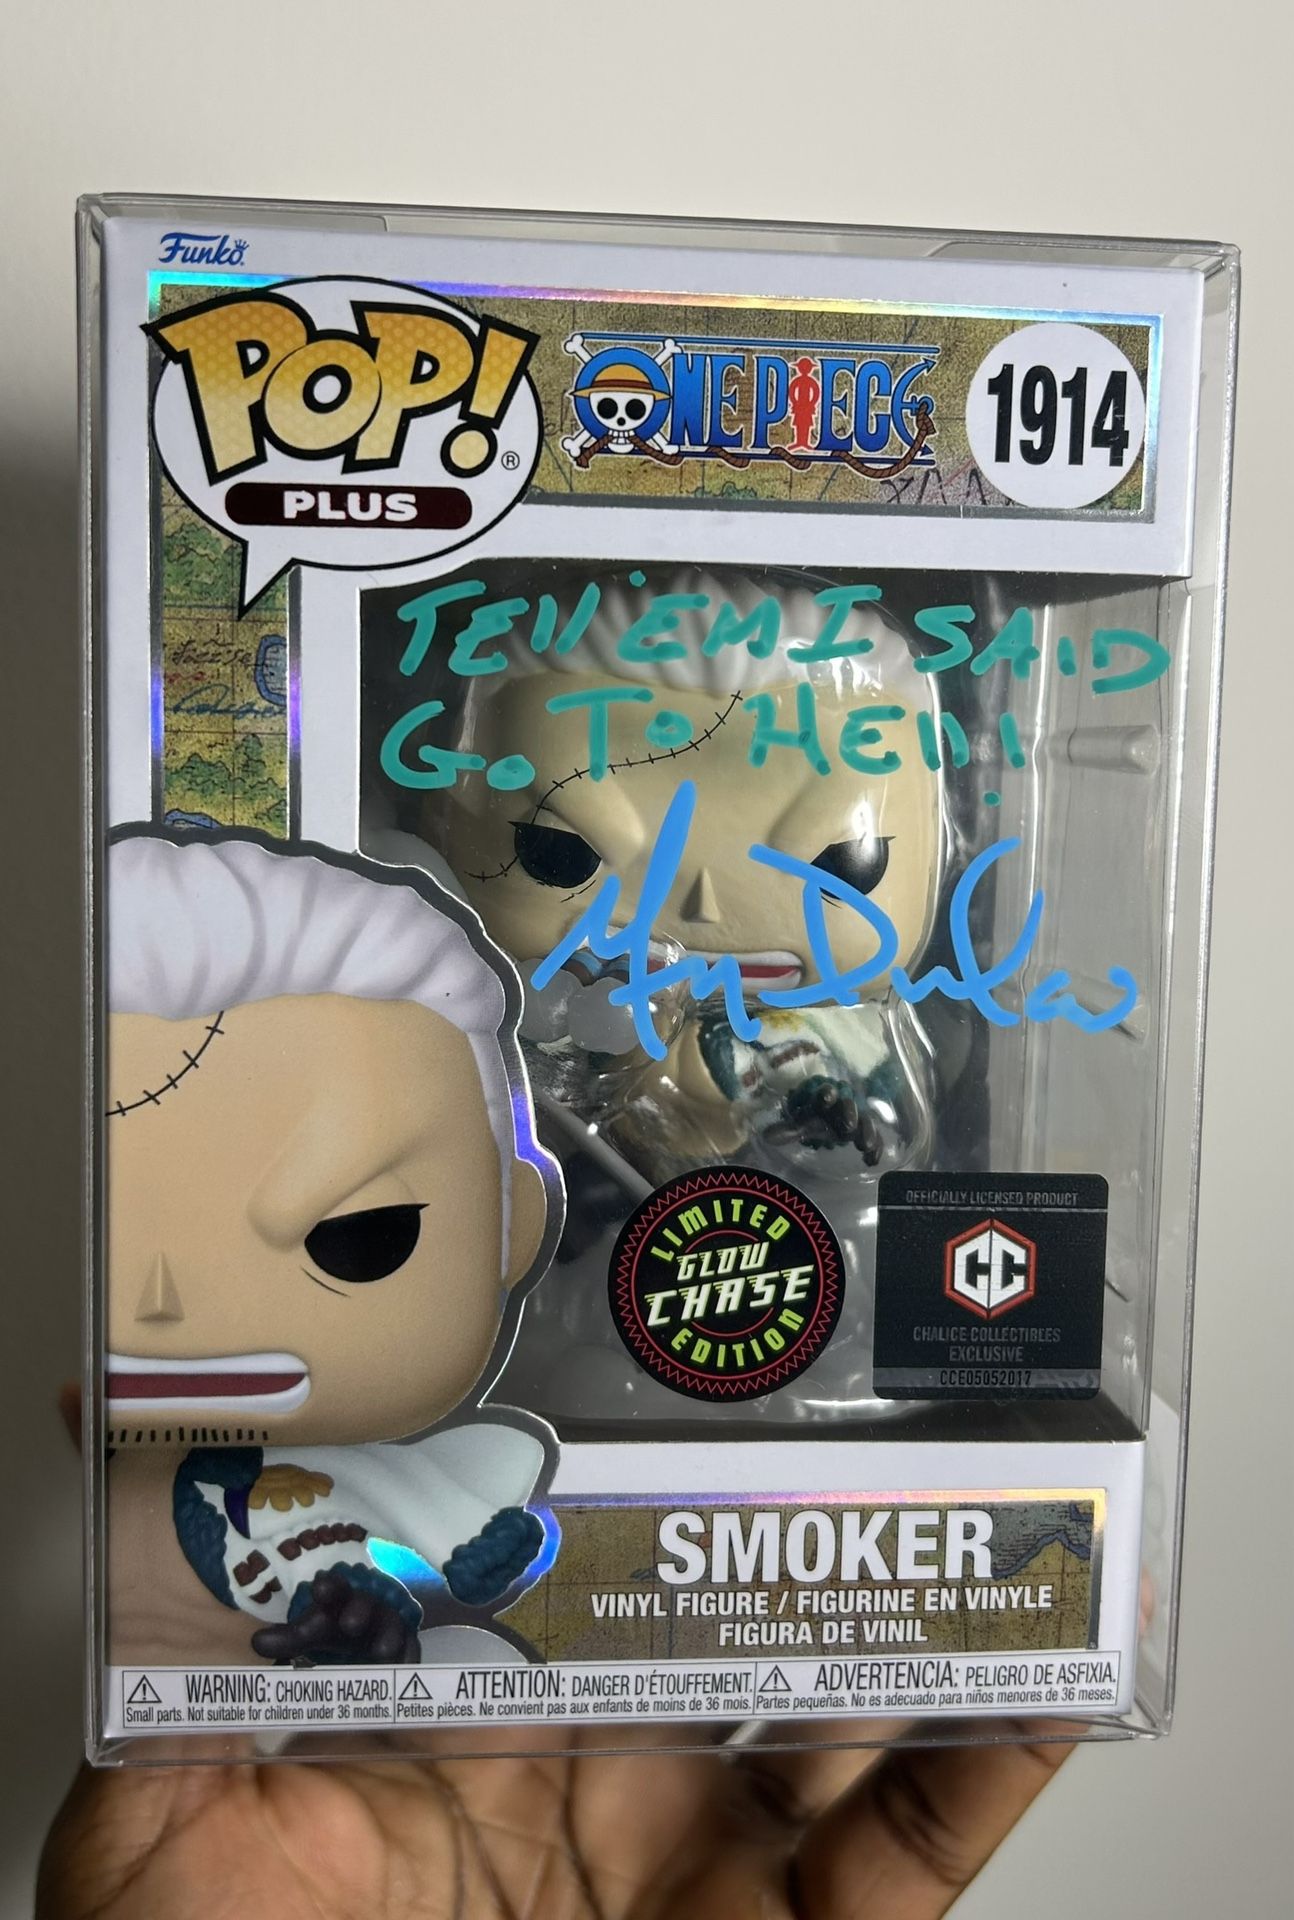 Funko
POP! ®
PLUS
ONE PIECE
1914
TELL 'EM I SAID
GO TO HELL!
LIMITED
GLOW
CHASE
EDITION
OFFICIALLY LICENSED PRODUCT
CC
CHALICE COLLECTIBLES
EXCLUSIVE
CCE05052017
SMOKER
VINYL FIGURE / FIGURINE EN VINYLE
FIGURA DE VINIL
WARNING: CHOKING HAZARD.
Small parts. Not suitable for children under 36 months.
ATTENTION: DANGER D'ÉTOUFFEMENT.
Petites pièces. Ne convient pas aux enfants de moins de 36 mois.
ADVERTENCIA: PELIGRO DE ASFIXIA.
Partes pequeñas. No es adecuado para niños menores de 36 meses.